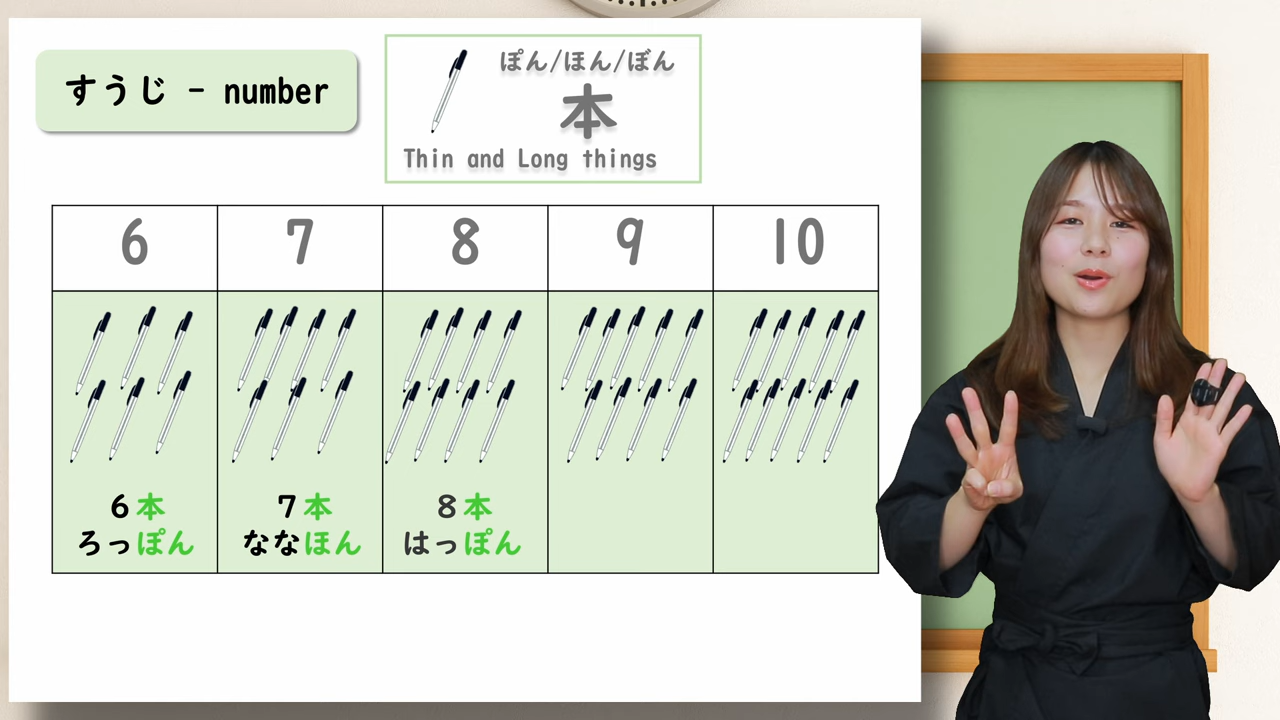 すうじ - number
ぽん/ほん/ぼん
本
Thin and Long things
6 7 8 9 10
6本 7本 8本
ろっぽん ななほん はっぽん